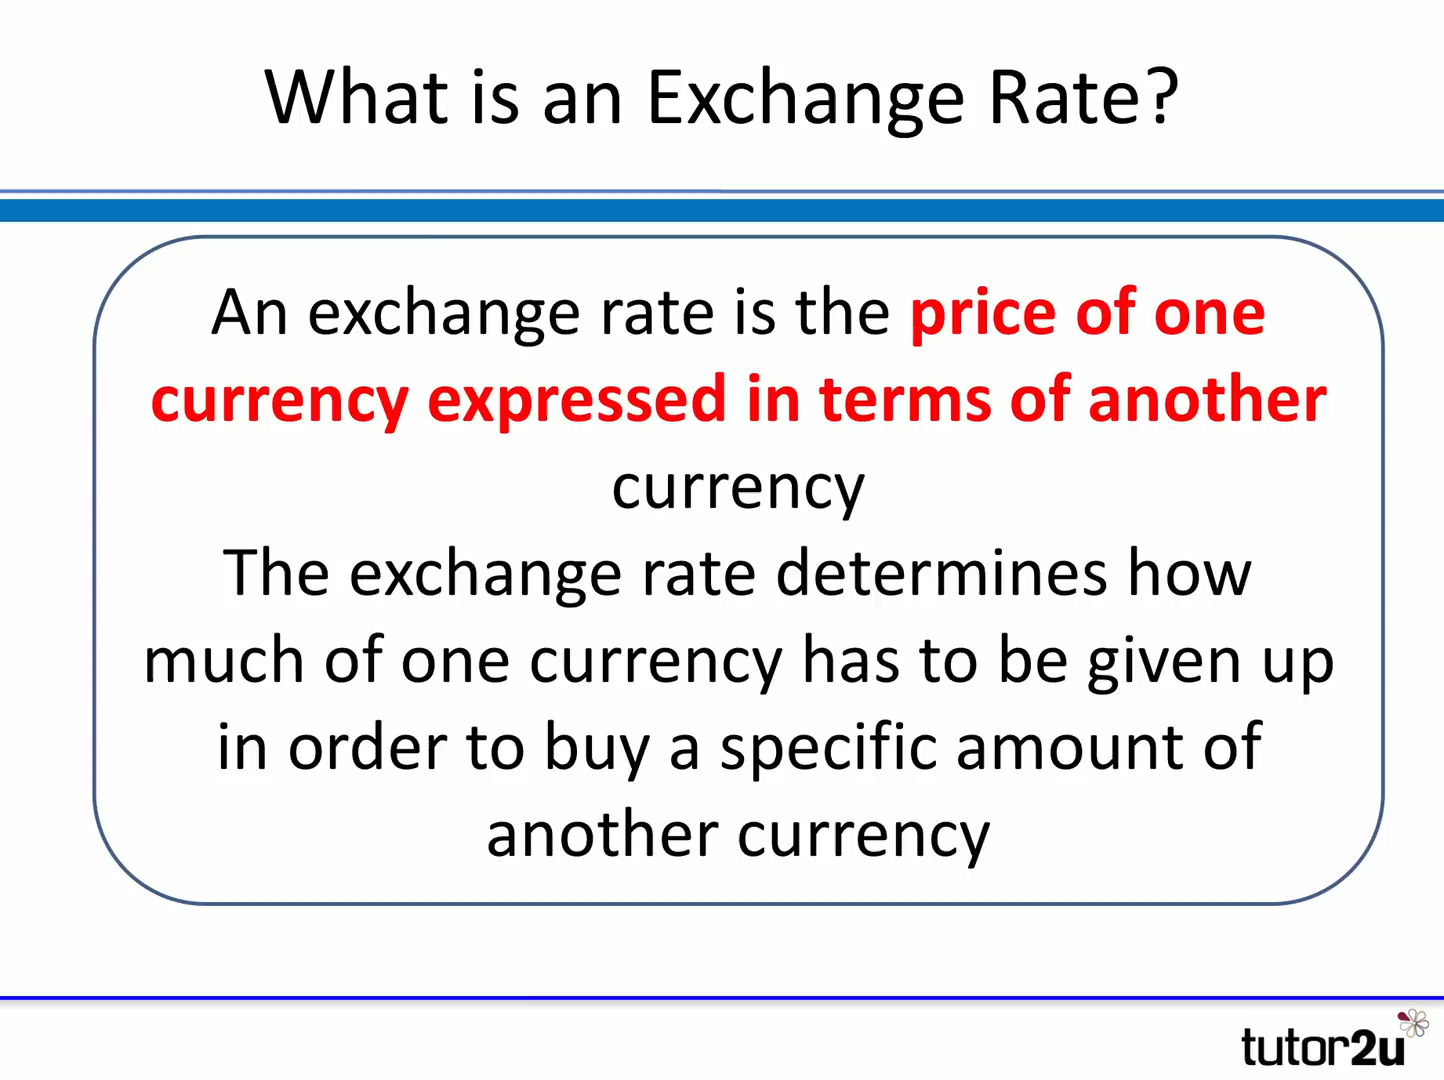 What is an Exchange Rate?
An exchange rate is the price of one
currency expressed in terms of another
currency
The exchange rate determines how
much of one currency has to be given up
in order to buy a specific amount of
another currency
tutor2u